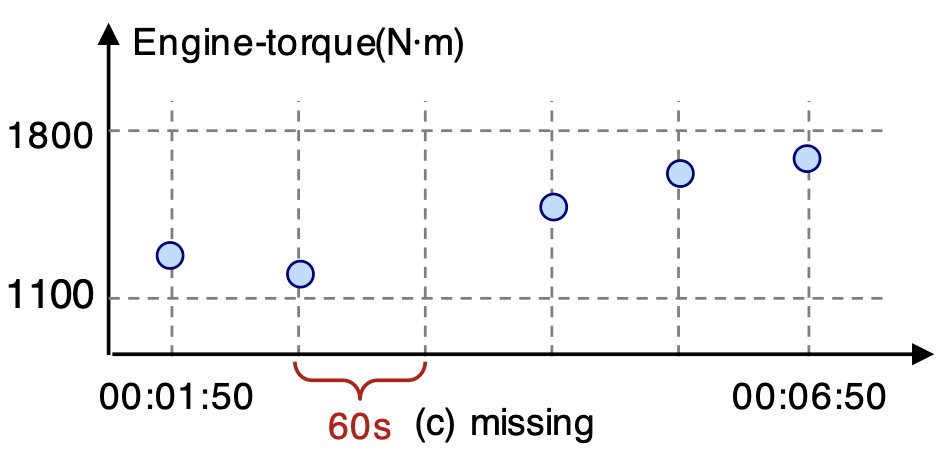 Engine-torque(N·m)
1800
1100
00:01:50
00:06:50
60s
(c) missing